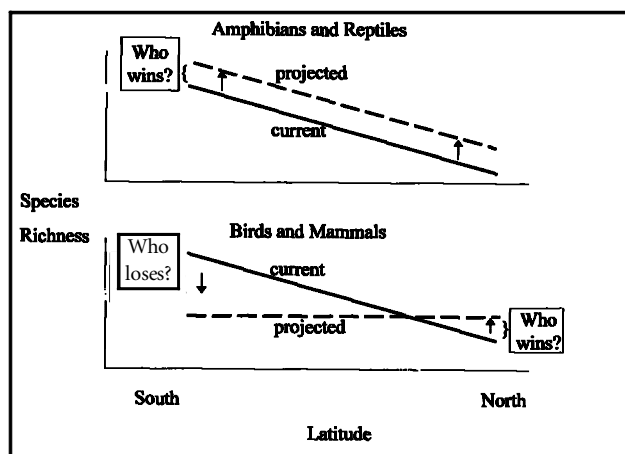 Amphibians and Reptiles
Who
wins?
projected
current
Species
Richness
Birds and Mammals
Who
loses?
current
projected
Who
wins?
South
North
Latitude